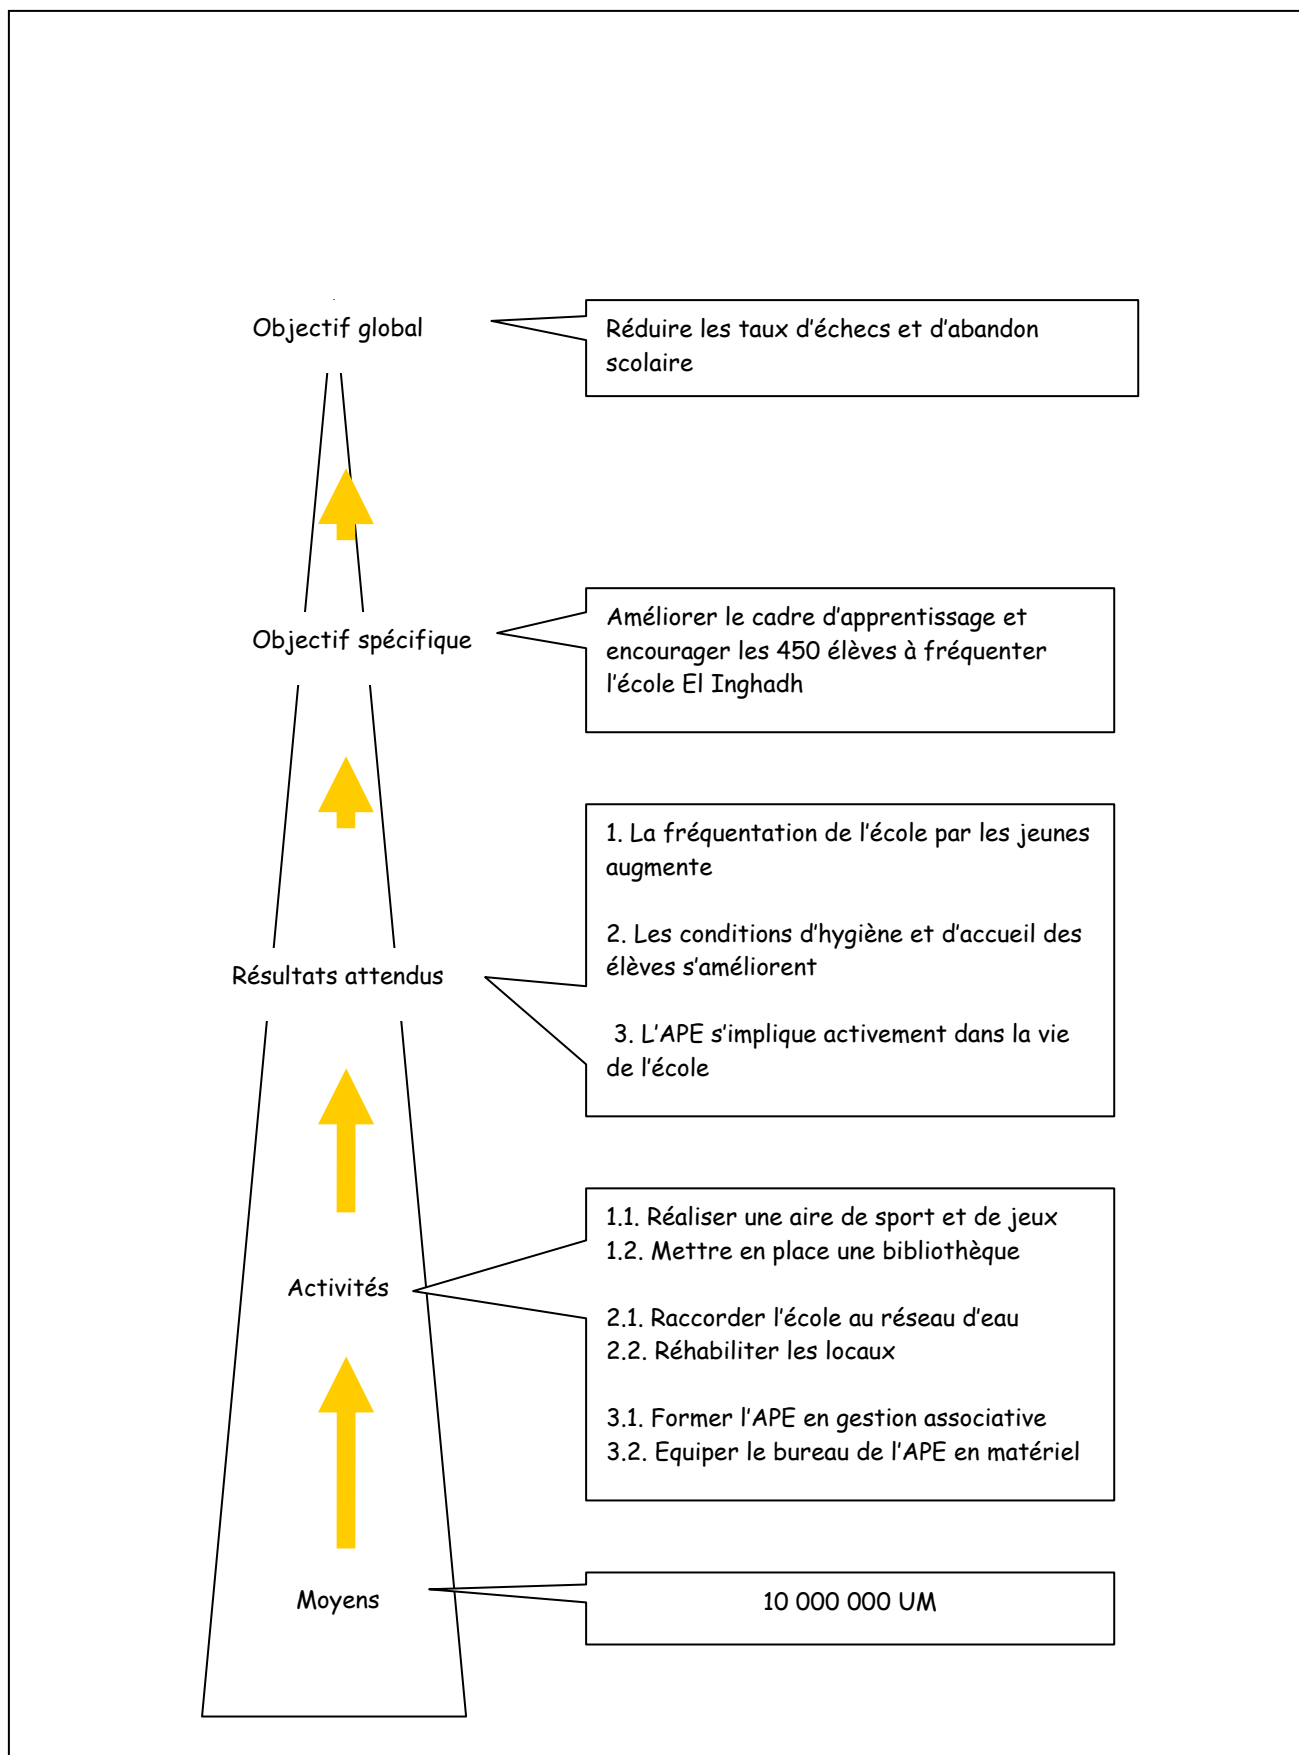 Objectif global
Réduire les taux d'échecs et d'abandon
scolaire
Objectif spécifique
Améliorer le cadre d'apprentissage et
encourager les 450 élèves à fréquenter
l'école El Inghadh
Résultats attendus
1. La fréquentation de l'école par les jeunes
augmente
2. Les conditions d'hygiène et d'accueil des
élèves s'améliorent
3. L'APE s'implique activement dans la vie
de l'école
Activités
1.1. Réaliser une aire de sport et de jeux
1.2. Mettre en place une bibliothèque
2.1. Raccorder l'école au réseau d'eau
2.2. Réhabiliter les locaux
3.1. Former l'APE en gestion associative
3.2. Equiper le bureau de l'APE en matériel
Moyens
10 000 000 UM